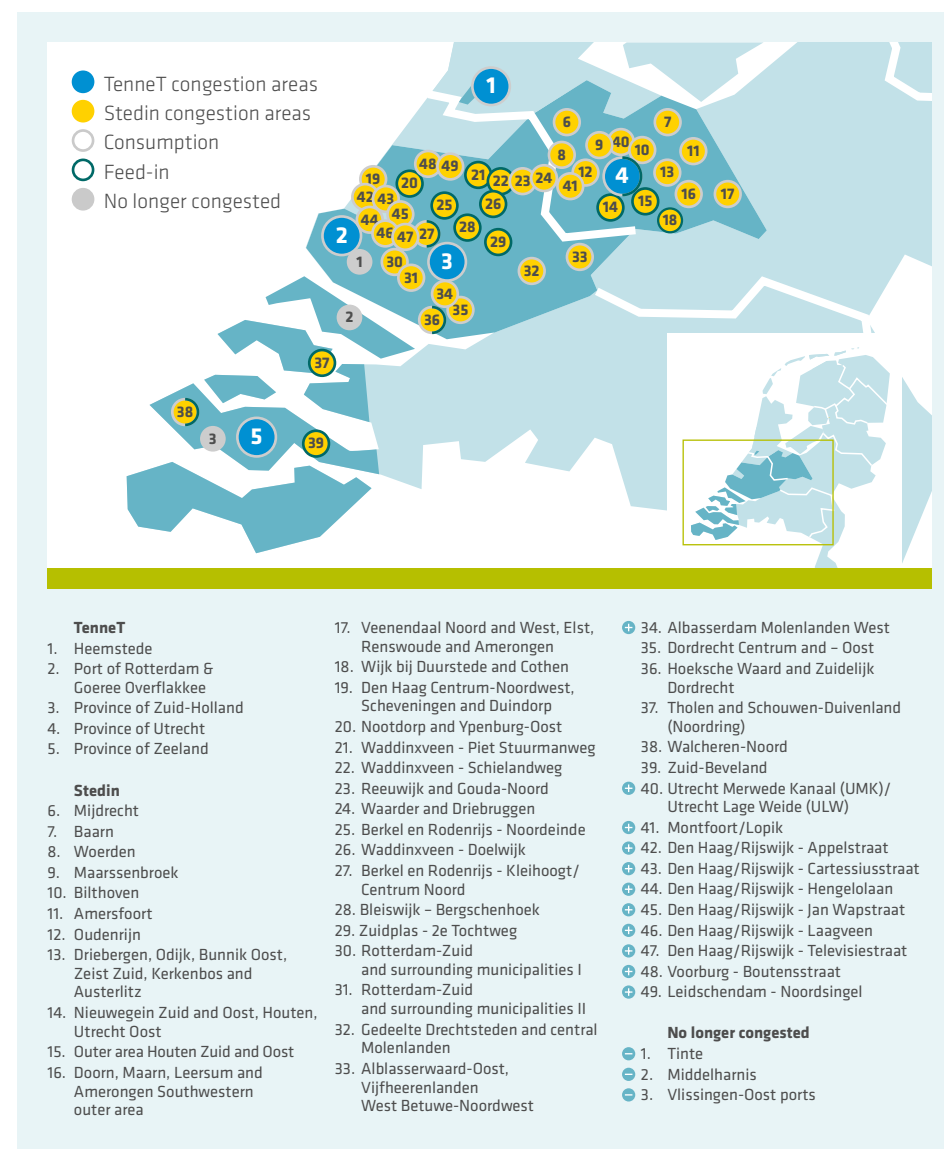 TenneT congestion areas
Stedin congestion areas
Consumption
Feed-in
No longer congested
1
6
7
40
9
10
11
8
48
49
12
13
4
21
22
23
24
41
19
20
42
43
25
26
14
15
16
17
44
45
18
46
47
27
28
29
2
1
30
3
33
31
32
34
35
36
2
37
38
3
5
39
TenneT
1. Heemstede
2. Port of Rotterdam &
Goeree Overflakkee
3. Province of Zuid-Holland
4. Province of Utrecht
5. Province of Zeeland
Stedin
6. Mijdrecht
7. Baarn
8. Woerden
9. Maarssenbroek
10. Bilthoven
11. Amersfoort
12. Oudenrijn
13. Driebergen, Odijk, Bunnik Oost,
Zeist Zuid, Kerkenbos and
Austerlitz
14. Nieuwegein Zuid and Oost, Houten,
Utrecht Oost
15. Outer area Houten Zuid and Oost
16. Doorn, Maarn, Leersum and
Amerongen Southwestern
outer area
17. Veenendaal Noord and West, Elst,
Renswoude and Amerongen
18. Wijk bij Duurstede and Cothen
19. Den Haag Centrum-Noordwest,
Scheveningen and Duindorp
20. Nootdorp and Ypenburg-Oost
21. Waddinxveen - Piet Stuurmanweg
22. Waddinxveen - Schielandweg
23. Reeuwijk and Gouda-Noord
24. Waarder and Driebruggen
25. Berkel en Rodenrijs - Noordeinde
26. Waddinxveen - Doelwijk
27. Berkel en Rodenrijs - Kleihoogt/
Centrum Noord
28. Bleiswijk – Bergschenhoek
29. Zuidplas - 2e Tochtweg
30. Rotterdam-Zuid
and surrounding municipalities I
31. Rotterdam-Zuid
and surrounding municipalities II
32. Gedeelte Drechtsteden and central
Molenlanden
33. Alblasserwaard-Oost,
Vijfheerenlanden
West Betuwe-Noordwest
+ 34. Albasserdam Molenlanden West
35. Dordrecht Centrum and – Oost
36. Hoeksche Waard and Zuidelijk
Dordrecht
37. Tholen and Schouwen-Duivenland
(Noordring)
38. Walcheren-Noord
39. Zuid-Beveland
+ 40. Utrecht Merwede Kanaal (UMK)/
Utrecht Lage Weide (ULW)
+ 41. Montfoort/Lopik
+ 42. Den Haag/Rijswijk - Appelstraat
+ 43. Den Haag/Rijswijk - Cartessiusstraat
+ 44. Den Haag/Rijswijk - Hengelolaan
+ 45. Den Haag/Rijswijk - Jan Wapstraat
+ 46. Den Haag/Rijswijk - Laagveen
+ 47. Den Haag/Rijswijk - Televisiestraat
+ 48. Voorburg - Boutensstraat
+ 49. Leidschendam - Noordsingel
No longer congested
− 1. Tinte
− 2. Middelharnis
− 3. Vlissingen-Oost ports